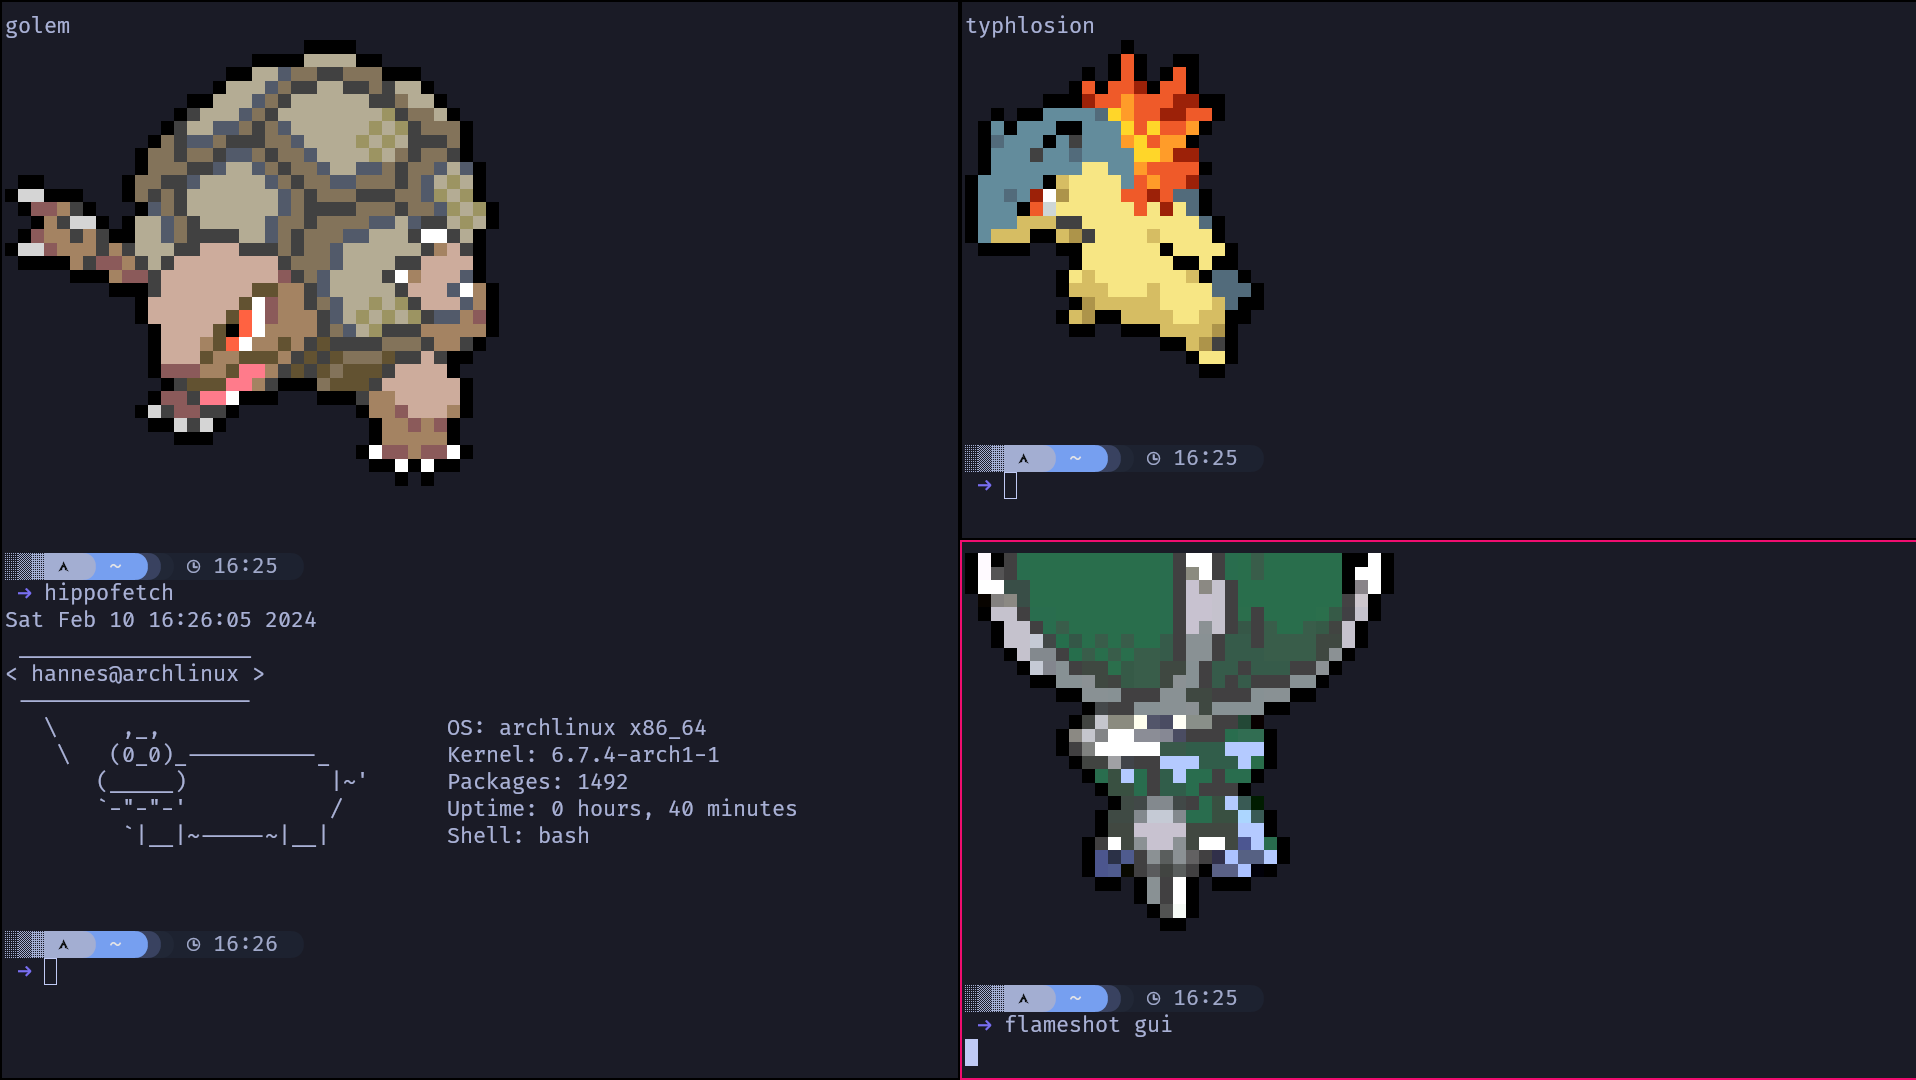 golem
~ 16:25
→ hippofetch
Sat Feb 10 16:26:05 2024
 __________________
< hannes@archlinux >
 ------------------
   \     ,_,
    \   (0_0)_----------_
       (_____)           |~'
       `-"-"-'           /
         `|__|~-----~|__|
OS: archlinux x86_64
Kernel: 6.7.4-arch1-1
Packages: 1492
Uptime: 0 hours, 40 minutes
Shell: bash
~ 16:26
→
typhlosion
~ 16:25
→
~ 16:25
→ flameshot gui